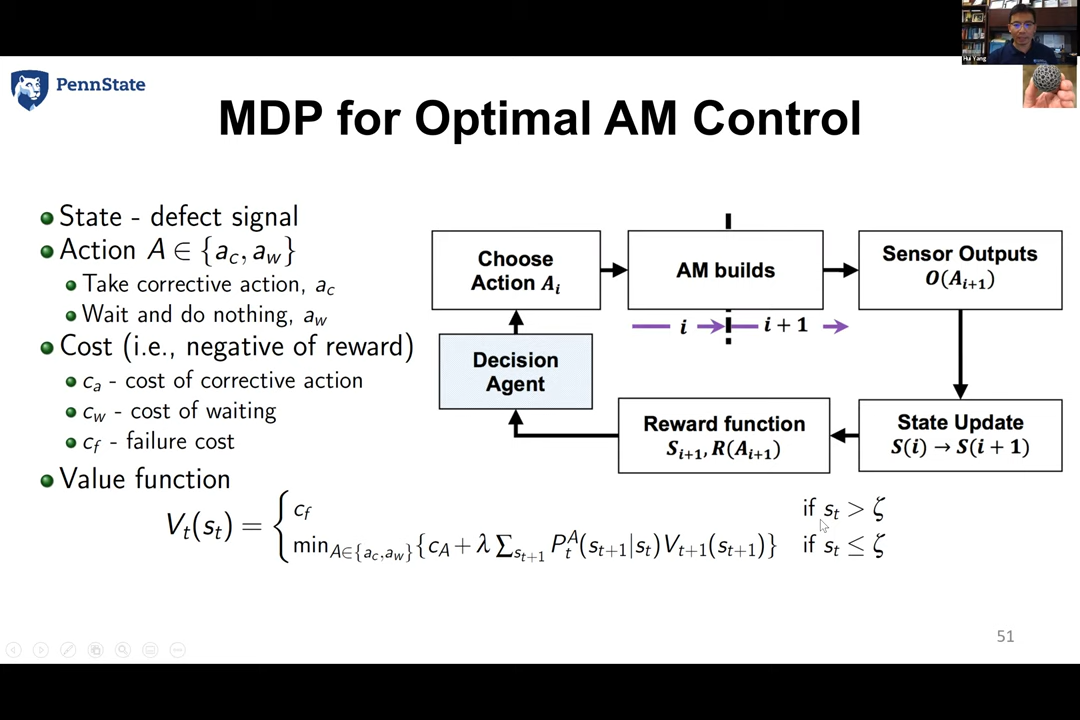 Hui Yang
PennState
MDP for Optimal AM Control
State - defect signal
Action A ∈ {a_c, a_w}
Take corrective action, a_c
Wait and do nothing, a_w
Cost (i.e., negative of reward)
c_a - cost of corrective action
c_w - cost of waiting
c_f - failure cost
Value function
V_t(s_t) = { c_f if s_t > ζ
min_{A∈{a_c,a_w}}{c_A + λ ∑_{s_{t+1}} P_t^A(s_{t+1}|s_t)V_{t+1}(s_{t+1})} if s_t ≤ ζ
Choose
Action A_i
AM builds
i
i + 1
Sensor Outputs
O(A_{i+1})
State Update
S(i) → S(i + 1)
Reward function
S_{i+1}, R(A_{i+1})
Decision
Agent
51